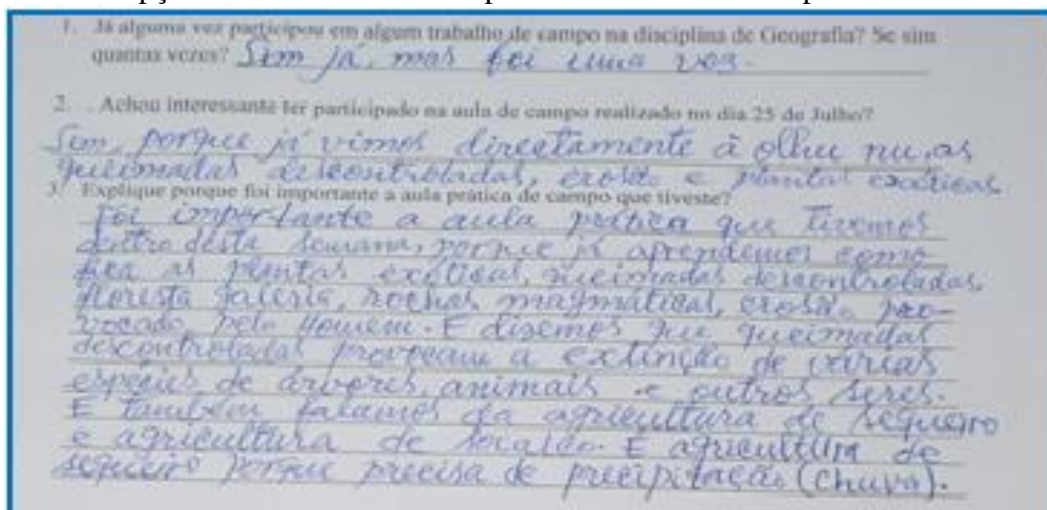 1. Já alguma vez participou em algum trabalho de campo na disciplina de Geografia? Se sim
quantas vezes? Sim já, mas foi uma vez.
2. . Achou interessante ter participado na aula de campo realizado no dia 25 de Julho?
Sim, porque já vimos directamente à olhu nu, as
queimadas descontroladas, erosão e plantas exóticas
3. Explique porque foi importante a aula prática de campo que tiveste?
Foi importante a aula prática que tivemos
dentro desta semana, porque já aprendemos como
fica as plantas exóticas, queimadas descontroladas,
floresta galeria, rochas magmáticas, erosão pro-
vocado pelo Homem. E disemos que queimadas
descontroladas provocam a extinção de várias
espécies de árvores, animais e outros seres.
E também falamos da agricultura de sequeiro
e agricultura de E agricultura de
sequeiro porque precisa de precipitação (chuva).